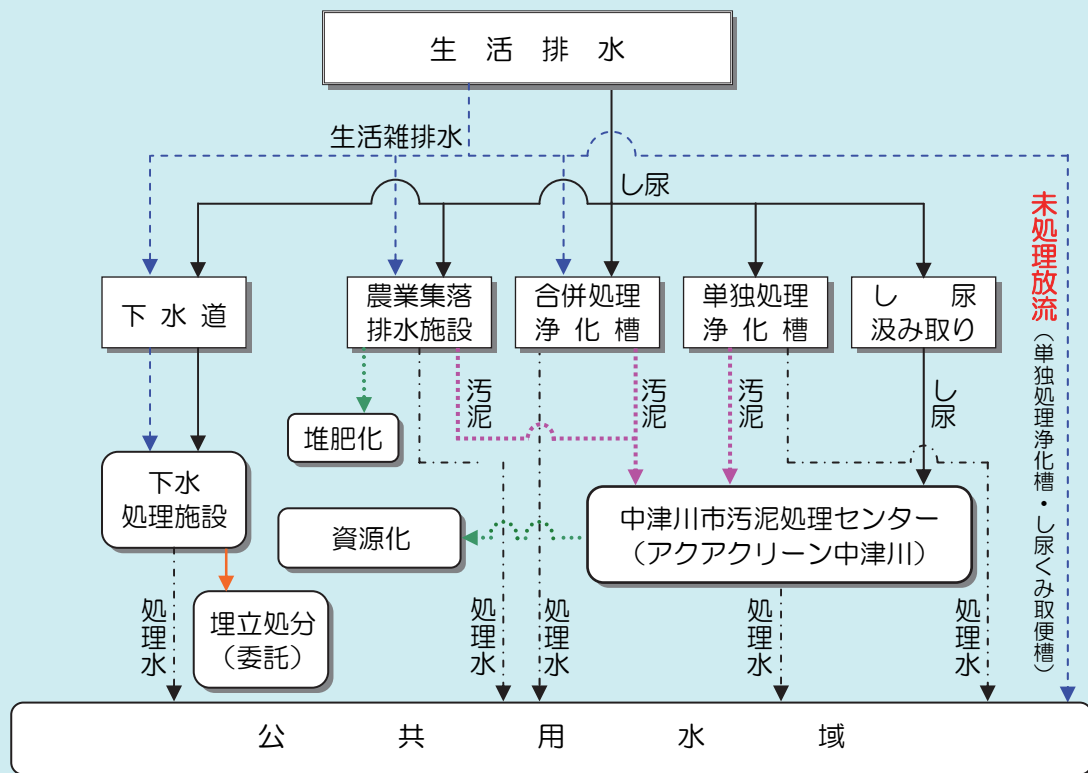 生活排水
生活雑排水
し尿
未処理放流（単独処理浄化槽・し尿くみ取便槽）
下水道
農業集落
排水施設
合併処理
浄化槽
単独処理
浄化槽
し尿
汲み取り
汚泥
汚泥
汚泥
し尿
堆肥化
下水
処理施設
資源化
中津川市汚泥処理センター
（アクアクリーン中津川）
埋立処分
（委託）
処理水
処理水
処理水
処理水
処理水
公共用水域